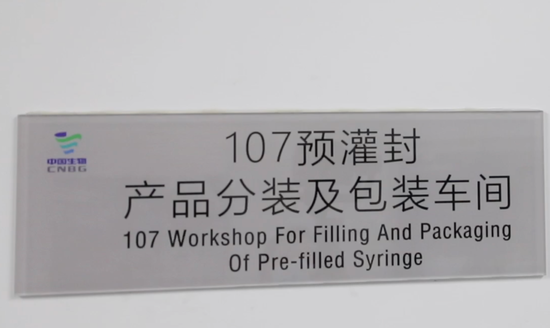 中国生物
CNBG
107预灌封
产品分装及包装车间
107 Workshop For Filling And Packaging
Of Pre-filled Syringe